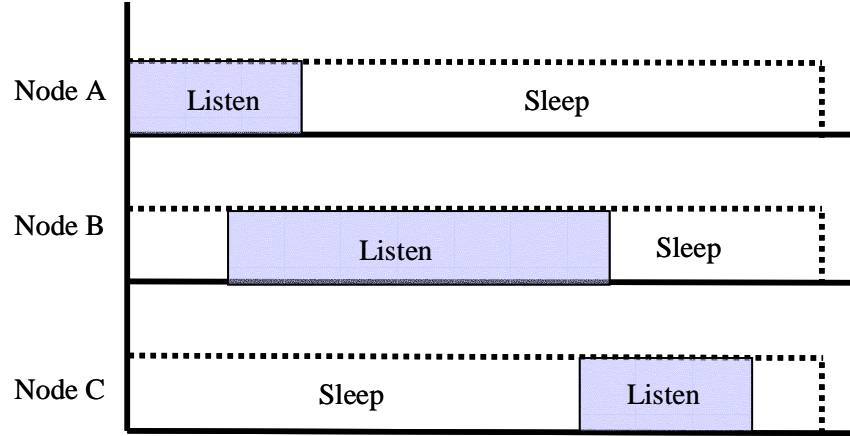 Node A
Listen
Sleep
Node B
Listen
Sleep
Node C
Sleep
Listen